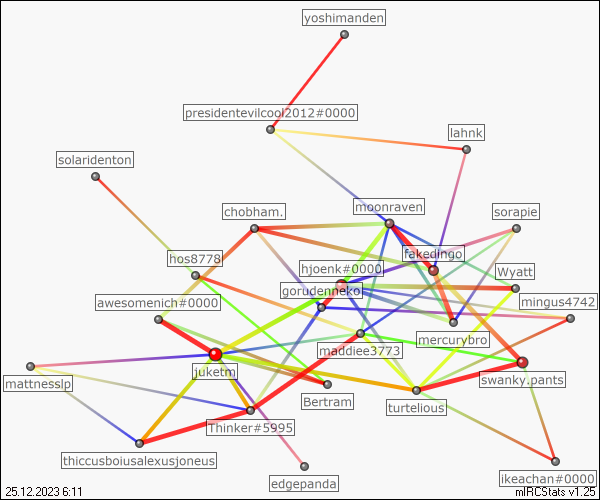 yoshimanden
presidentevilcool2012#0000
lahnk
solaridenton
moonraven
chobham.
sorapie
fakedingo
hos8778
hjoenk#0000
Wyatt
gorudenneko
awesomenich#0000
mingus4742
mercurybro
maddiee3773
juketm
swanky.pants
mattnesslp
Bertram
turtelious
Thinker#5995
thiccusboiusalexusjoneus
edgepanda
ikeachan#0000
25.12.2023 6:11
mIRCStats v1.25